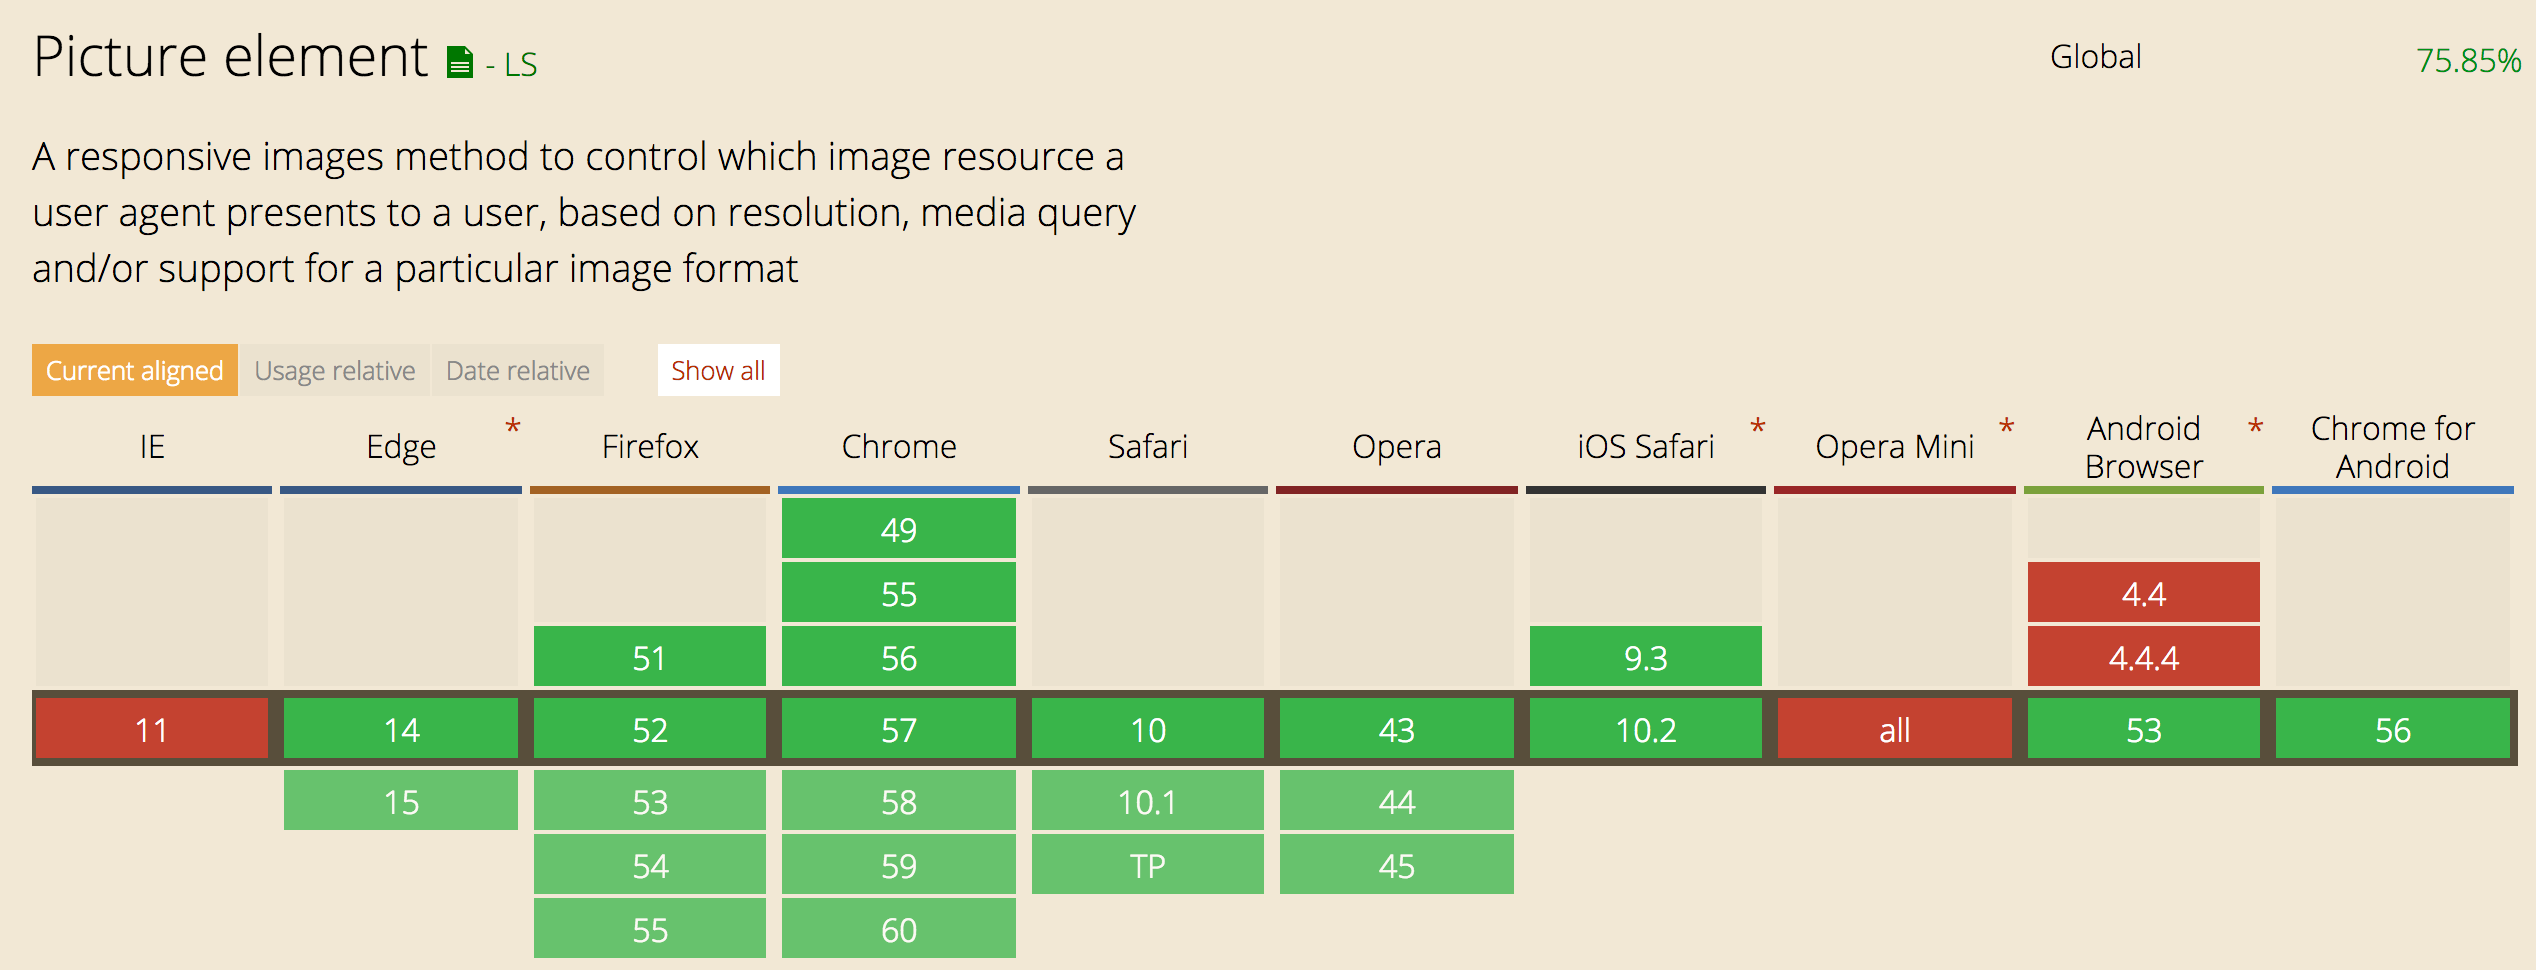 Picture element - LS
Global 75.85%
A responsive images method to control which image resource a
user agent presents to a user, based on resolution, media query
and/or support for a particular image format
Current aligned Usage relative Date relative Show all
IE Edge * Firefox Chrome Safari Opera iOS Safari * Opera Mini * Android Browser * Chrome for Android
49
55 4.4
51 56 9.3 4.4.4
11 14 52 57 10 43 10.2 all 53 56
15 53 58 10.1 44
54 59 TP 45
55 60